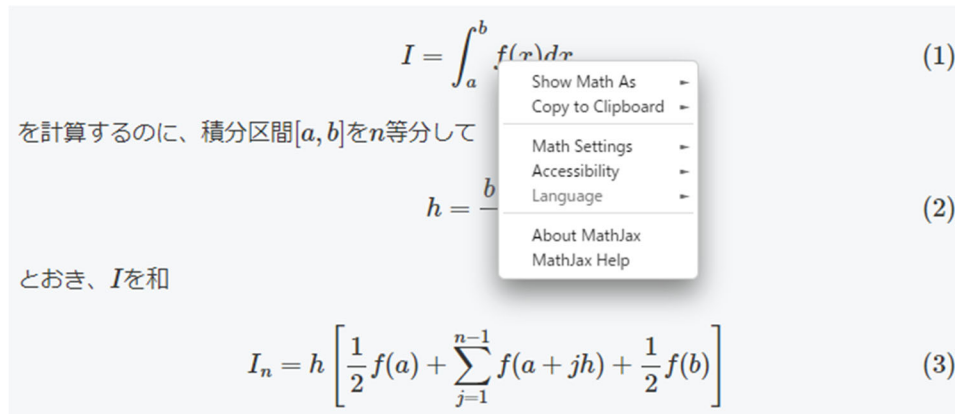 I = ∫_a^b f(x)dx (1)
Show Math As
Copy to Clipboard
を計算するのに、積分区間[a, b]をn等分して
Math Settings
Accessibility
Language
h = b (2)
About MathJax
MathJax Help
とおき、Iを和
I_n = h [ 1/2 f(a) + ∑_{j=1}^{n−1} f(a + jh) + 1/2 f(b) ] (3)